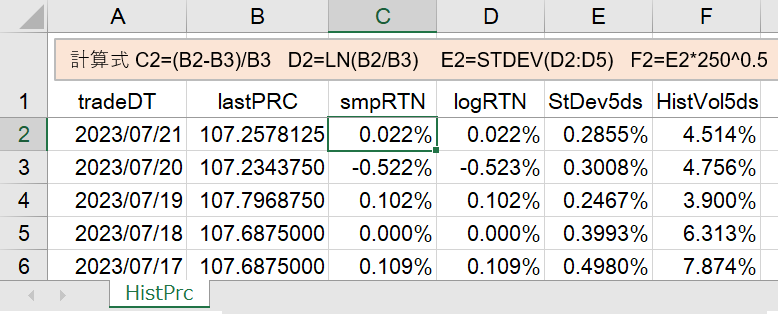 A B C D E F
計算式 C2=(B2-B3)/B3 D2=LN(B2/B3) E2=STDEV(D2:D5) F2=E2*250^0.5
1 tradeDT lastPRC smpRTN logRTN StDev5ds HistVol5ds
2 2023/07/21 107.2578125 0.022% 0.022% 0.2855% 4.514%
3 2023/07/20 107.2343750 -0.522% -0.523% 0.3008% 4.756%
4 2023/07/19 107.7968750 0.102% 0.102% 0.2467% 3.900%
5 2023/07/18 107.6875000 0.000% 0.000% 0.3993% 6.313%
6 2023/07/17 107.6875000 0.109% 0.109% 0.4980% 7.874%
HistPrc